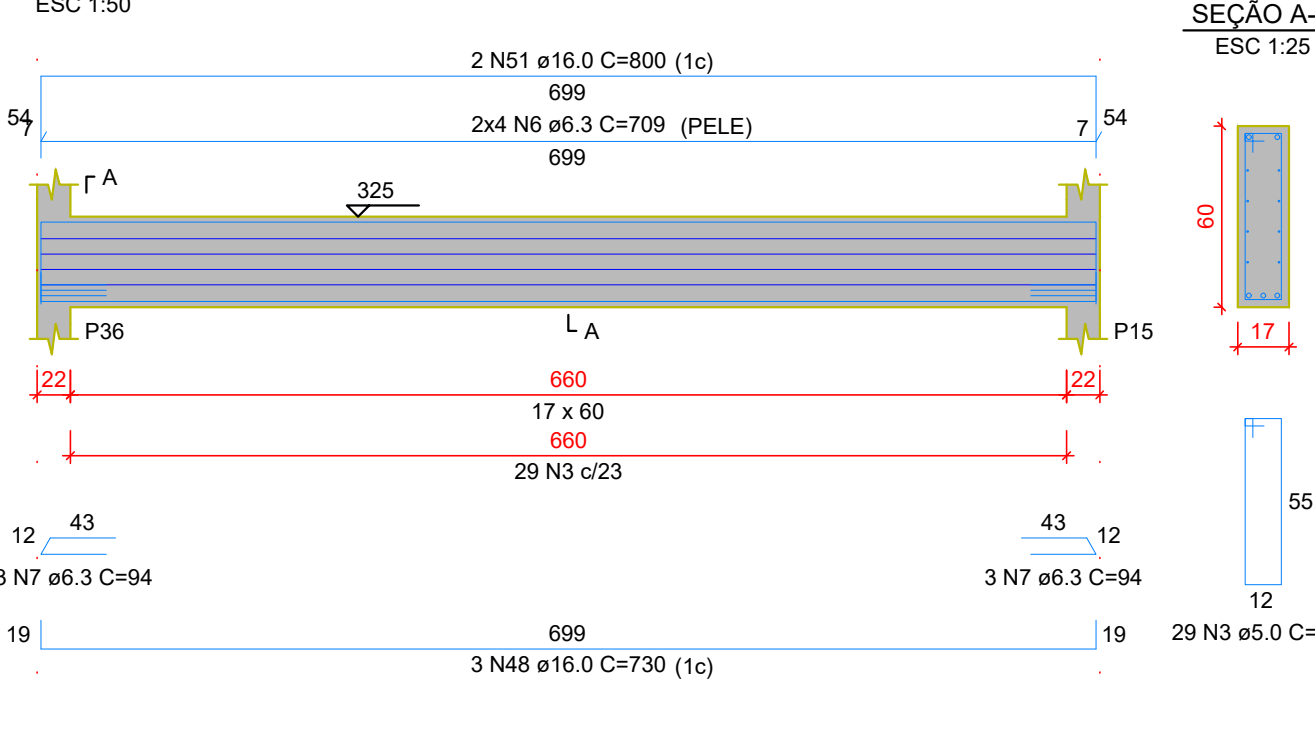 ESC 1:50
SEÇÃO A-
ESC 1:25
2 N51 ø16.0 C=800 (1c)
699
54
54
2x4 N6 ø6.3 C=709 (PELE)
7
7
699
A
325
60
A
P36
P15
17
22
660
22
17 x 60
660
29 N3 c/23
55
12
43
43
12
3 N7 ø6.3 C=94
3 N7 ø6.3 C=94
12
19
699
19
29 N3 ø5.0 C=
3 N48 ø16.0 C=730 (1c)